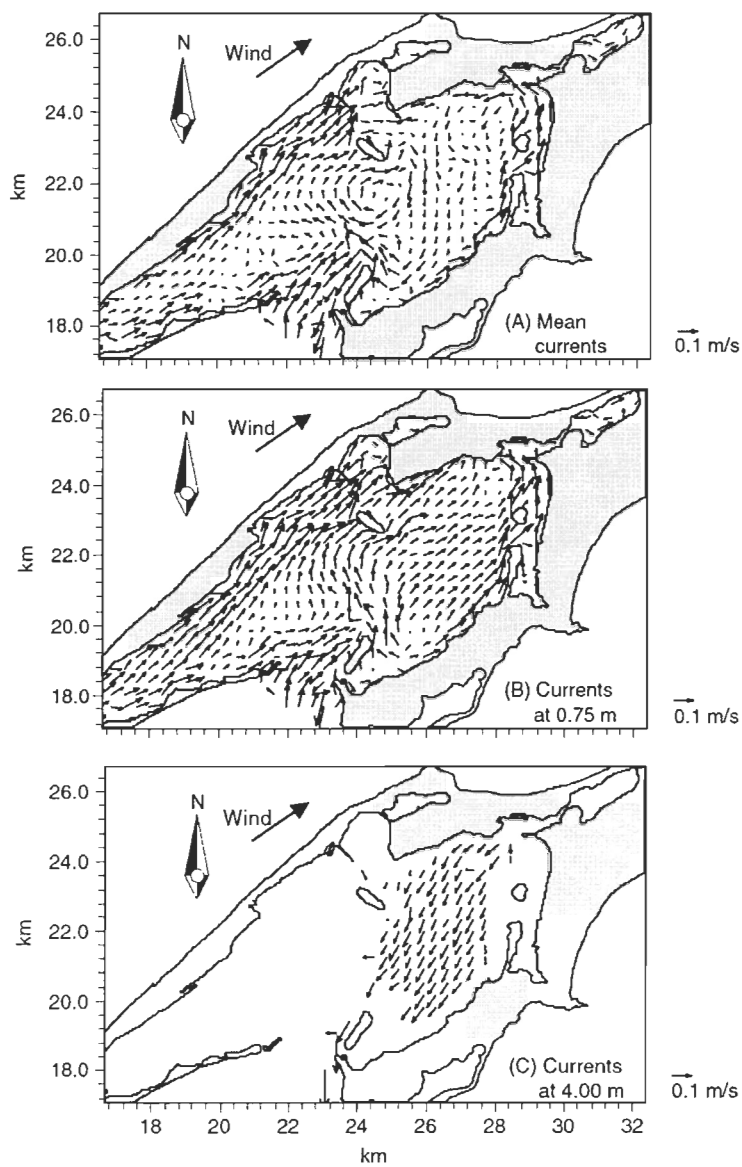 26.0
24.0
22.0
20.0
18.0
km
N
Wind
(A) Mean
currents
0.1 m/s
26.0
24.0
22.0
20.0
18.0
km
N
Wind
(B) Currents
at 0.75 m
0.1 m/s
26.0
24.0
22.0
20.0
18.0
km
N
Wind
(C) Currents
at 4.00 m
0.1 m/s
18 20 22 24 26 28 30 32
km